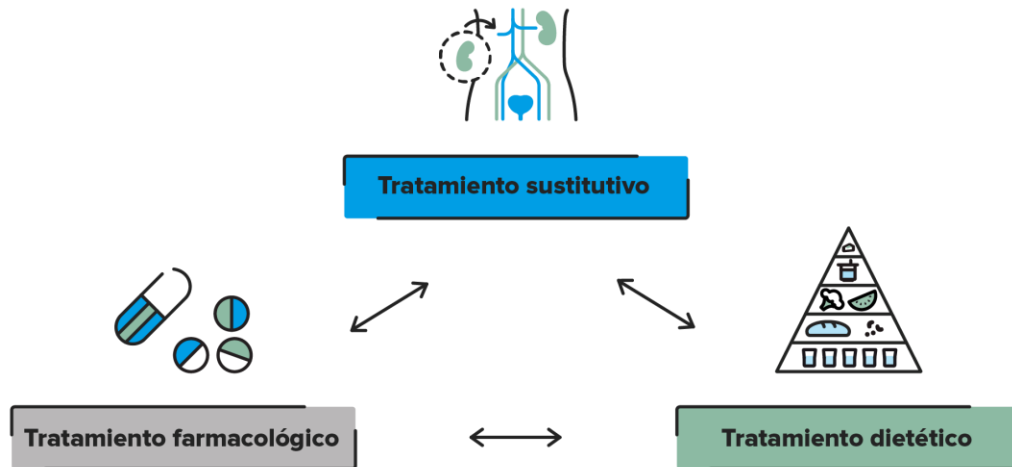 Tratamiento sustitutivo
Tratamiento farmacológico
Tratamiento dietético